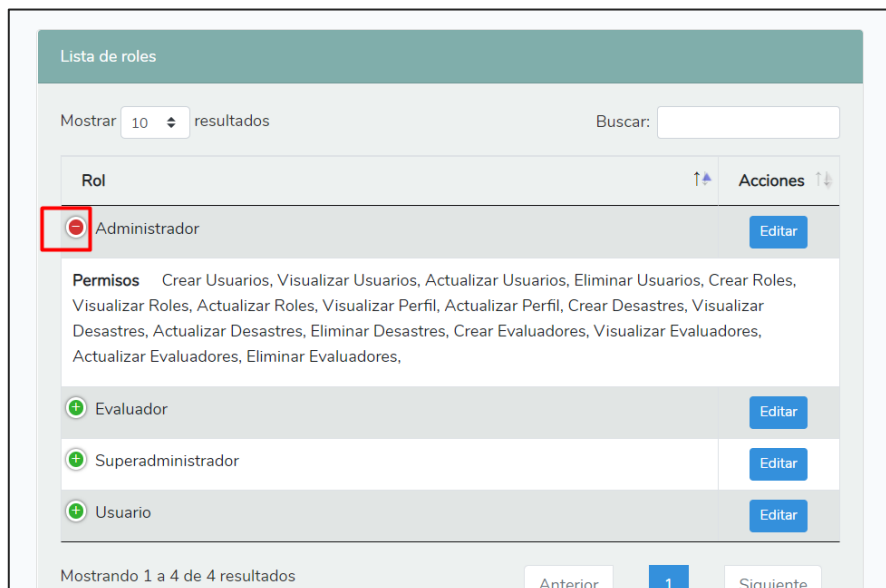 Lista de roles
Mostrar 10 resultados Buscar:
Rol Acciones
Administrador Editar
Permisos Crear Usuarios, Visualizar Usuarios, Actualizar Usuarios, Eliminar Usuarios, Crear Roles,
Visualizar Roles, Actualizar Roles, Visualizar Perfil, Actualizar Perfil, Crear Desastres, Visualizar
Desastres, Actualizar Desastres, Eliminar Desastres, Crear Evaluadores, Visualizar Evaluadores,
Actualizar Evaluadores, Eliminar Evaluadores,
Evaluador Editar
Superadministrador Editar
Usuario Editar
Mostrando 1 a 4 de 4 resultados Anterior 1 Siguiente